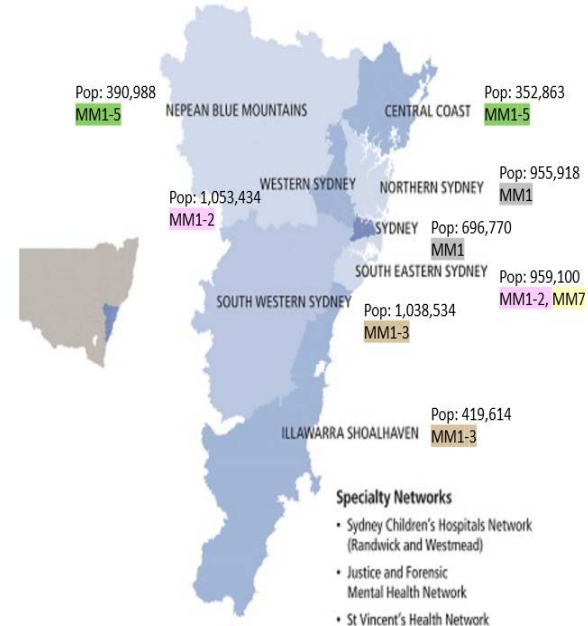 Pop: 390,988
MM1-5
NEPEAN BLUE MOUNTAINS
CENTRAL COAST
Pop: 352,863
MM1-5
WESTERN SYDNEY
Pop: 1,053,434
MM1-2
NORTHERN SYDNEY
Pop: 955,918
MM1
SYDNEY
Pop: 696,770
MM1
SOUTH EASTERN SYDNEY
Pop: 959,100
MM1-2, MM7
SOUTH WESTERN SYDNEY
Pop: 1,038,534
MM1-3
ILLAWARRA SHOALHAVEN
Pop: 419,614
MM1-3
Specialty Networks
• Sydney Children's Hospitals Network
(Randwick and Westmead)
• Justice and Forensic
Mental Health Network
• St Vincent's Health Network